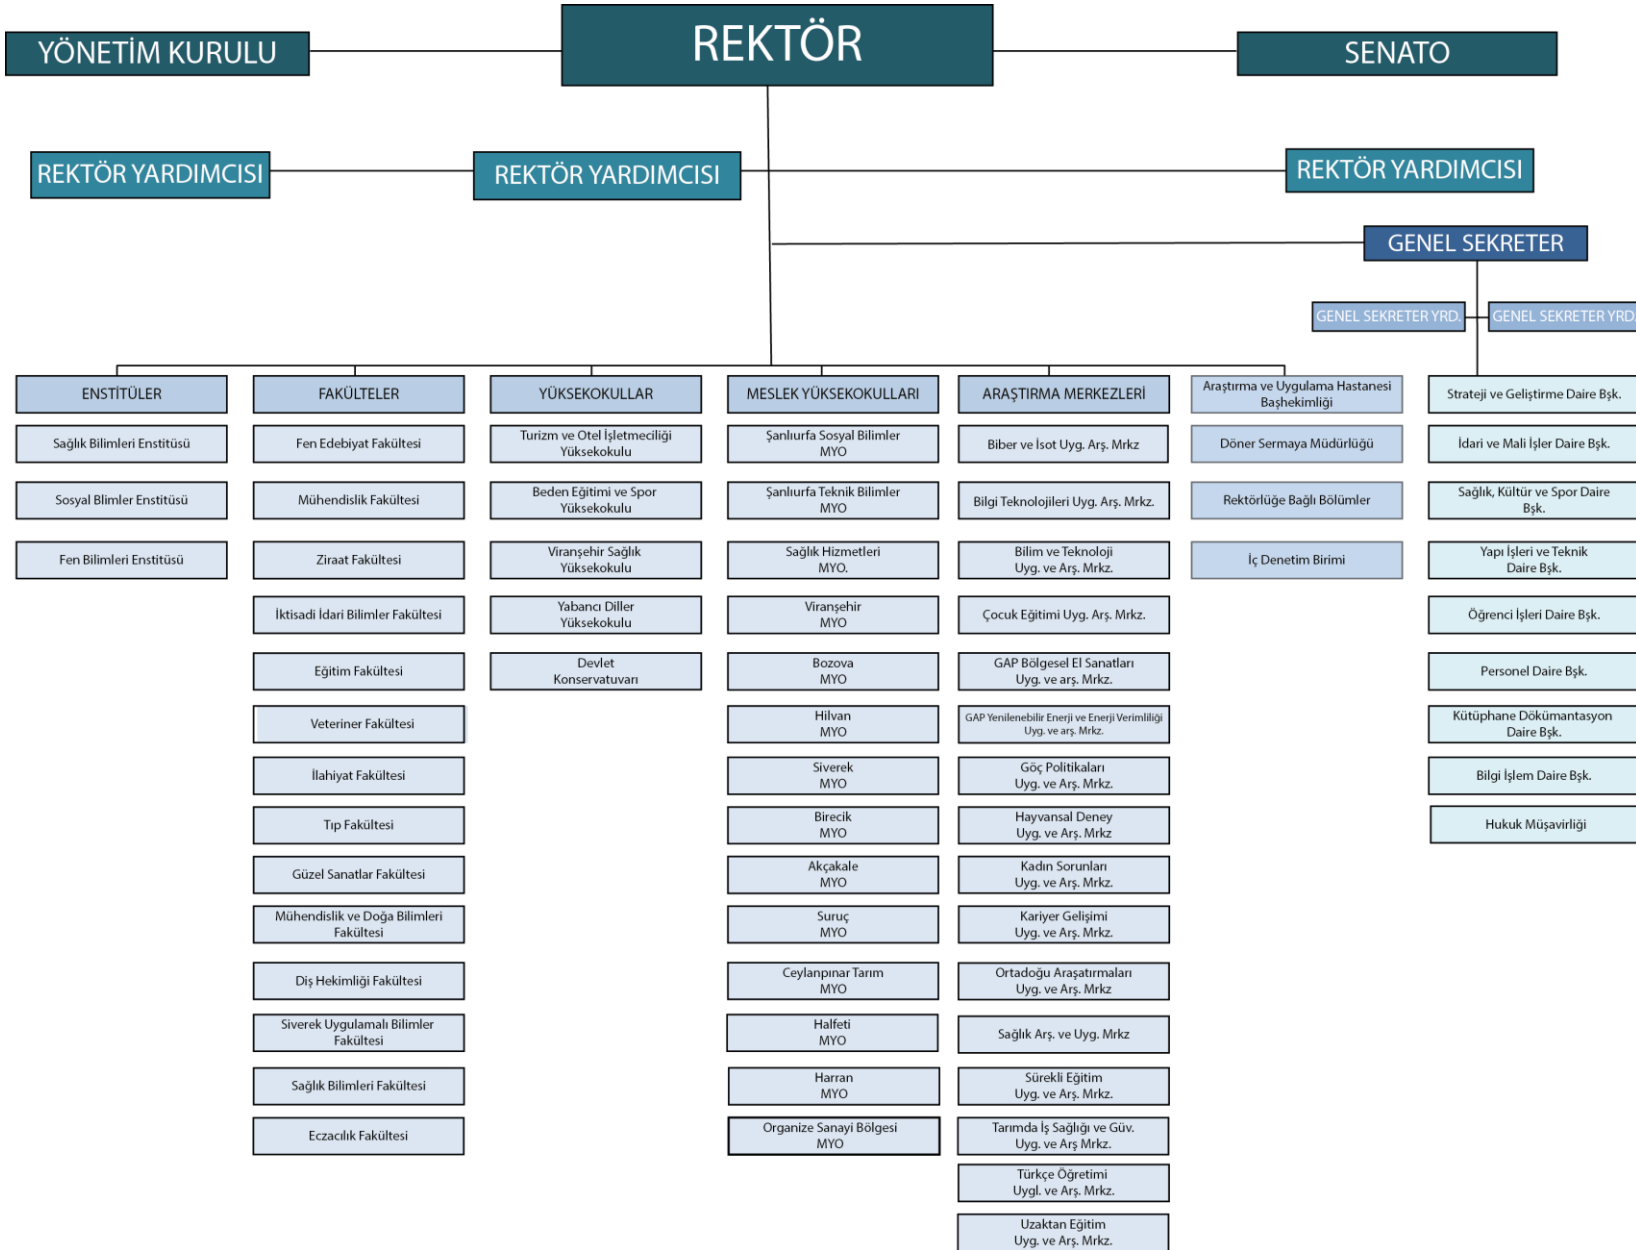 YÖNETİM KURULU
REKTÖR
SENATO
REKTÖR YARDIMCISI
REKTÖR YARDIMCISI
REKTÖR YARDIMCISI
GENEL SEKRETER
GENEL SEKRETER YRD.
GENEL SEKRETER YRD.
ENSTİTÜLER
Sağlık Bilimleri Enstitüsü
Sosyal Blimler Enstitüsü
Fen Bilimleri Enstitüsü
FAKÜLTELER
Fen Edebiyat Fakültesi
Mühendislik Fakültesi
Ziraat Fakültesi
İktisadi İdari Bilimler Fakültesi
Eğitim Fakültesi
Veteriner Fakültesi
İlahiyat Fakültesi
Tıp Fakültesi
Güzel Sanatlar Fakültesi
Mühendislik ve Doğa Bilimleri
Fakültesi
Diş Hekimliği Fakültesi
Siverek Uygulamalı Bilimler
Fakültesi
Sağlık Bilimleri Fakültesi
Eczacılık Fakültesi
YÜKSEKOKULLAR
Turizm ve Otel İşletmeciliği
Yüksekokulu
Beden Eğitimi ve Spor
Yüksekokulu
Viranşehir Sağlık
Yüksekokulu
Yabancı Diller
Yüksekokulu
Devlet
Konservatuvarı
MESLEK YÜKSEKOKULLARI
Şanlıurfa Sosyal Bilimler
MYO
Şanlıurfa Teknik Bilimler
MYO
Sağlık Hizmetleri
MYO.
Viranşehir
MYO
Bozova
MYO
Hilvan
MYO
Siverek
MYO
Birecik
MYO
Akçakale
MYO
Suruç
MYO
Ceylanpınar Tarım
MYO
Halfeti
MYO
Harran
MYO
Organize Sanayi Bölgesi
MYO
ARAŞTIRMA MERKEZLERİ
Biber ve İsot Uyg. Arş. Mrkz
Bilgi Teknolojileri Uyg. Arş. Mrkz.
Bilim ve Teknoloji
Uyg. ve Arş. Mrkz.
Çocuk Eğitimi Uyg. Arş. Mrkz.
GAP Bölgesel El Sanatları
Uyg. ve arş. Mrkz.
GAP Yenilenebilir Enerji ve Enerji Verimliliği
Uyg. ve arş. Mrkz.
Göç Politikaları
Uyg. ve Arş. Mrkz.
Hayvansal Deney
Uyg. ve Arş. Mrkz
Kadın Sorunları
Uyg. ve Arş. Mrkz.
Kariyer Gelişimi
Uyg. ve Arş. Mrkz.
Ortadoğu Araşatırmaları
Uyg. ve Arş. Mrkz
Sağlık Arş. ve Uyg. Mrkz
Sürekli Eğitim
Uyg. ve Arş. Mrkz.
Tarımda İş Sağlığı ve Güv.
Uyg. ve Arş Mrkz.
Türkçe Öğretimi
Uygl. ve Arş. Mrkz.
Uzaktan Eğitim
Uyg. ve Arş. Mrkz.
Araştırma ve Uygulama Hastanesi
Başhekimliği
Döner Sermaya Müdürlüğü
Rektörlüğe Bağlı Bölümler
İç Denetim Birimi
Strateji ve Geliştirme Daire Bşk.
İdari ve Mali İşler Daire Bşk.
Sağlık, Kültür ve Spor Daire
Bşk.
Yapı İşleri ve Teknik
Daire Bşk.
Öğrenci İşleri Daire Bşk.
Personel Daire Bşk.
Kütüphane Dökümantasyon
Daire Bşk.
Bilgi İşlem Daire Bşk.
Hukuk Müşavirliği